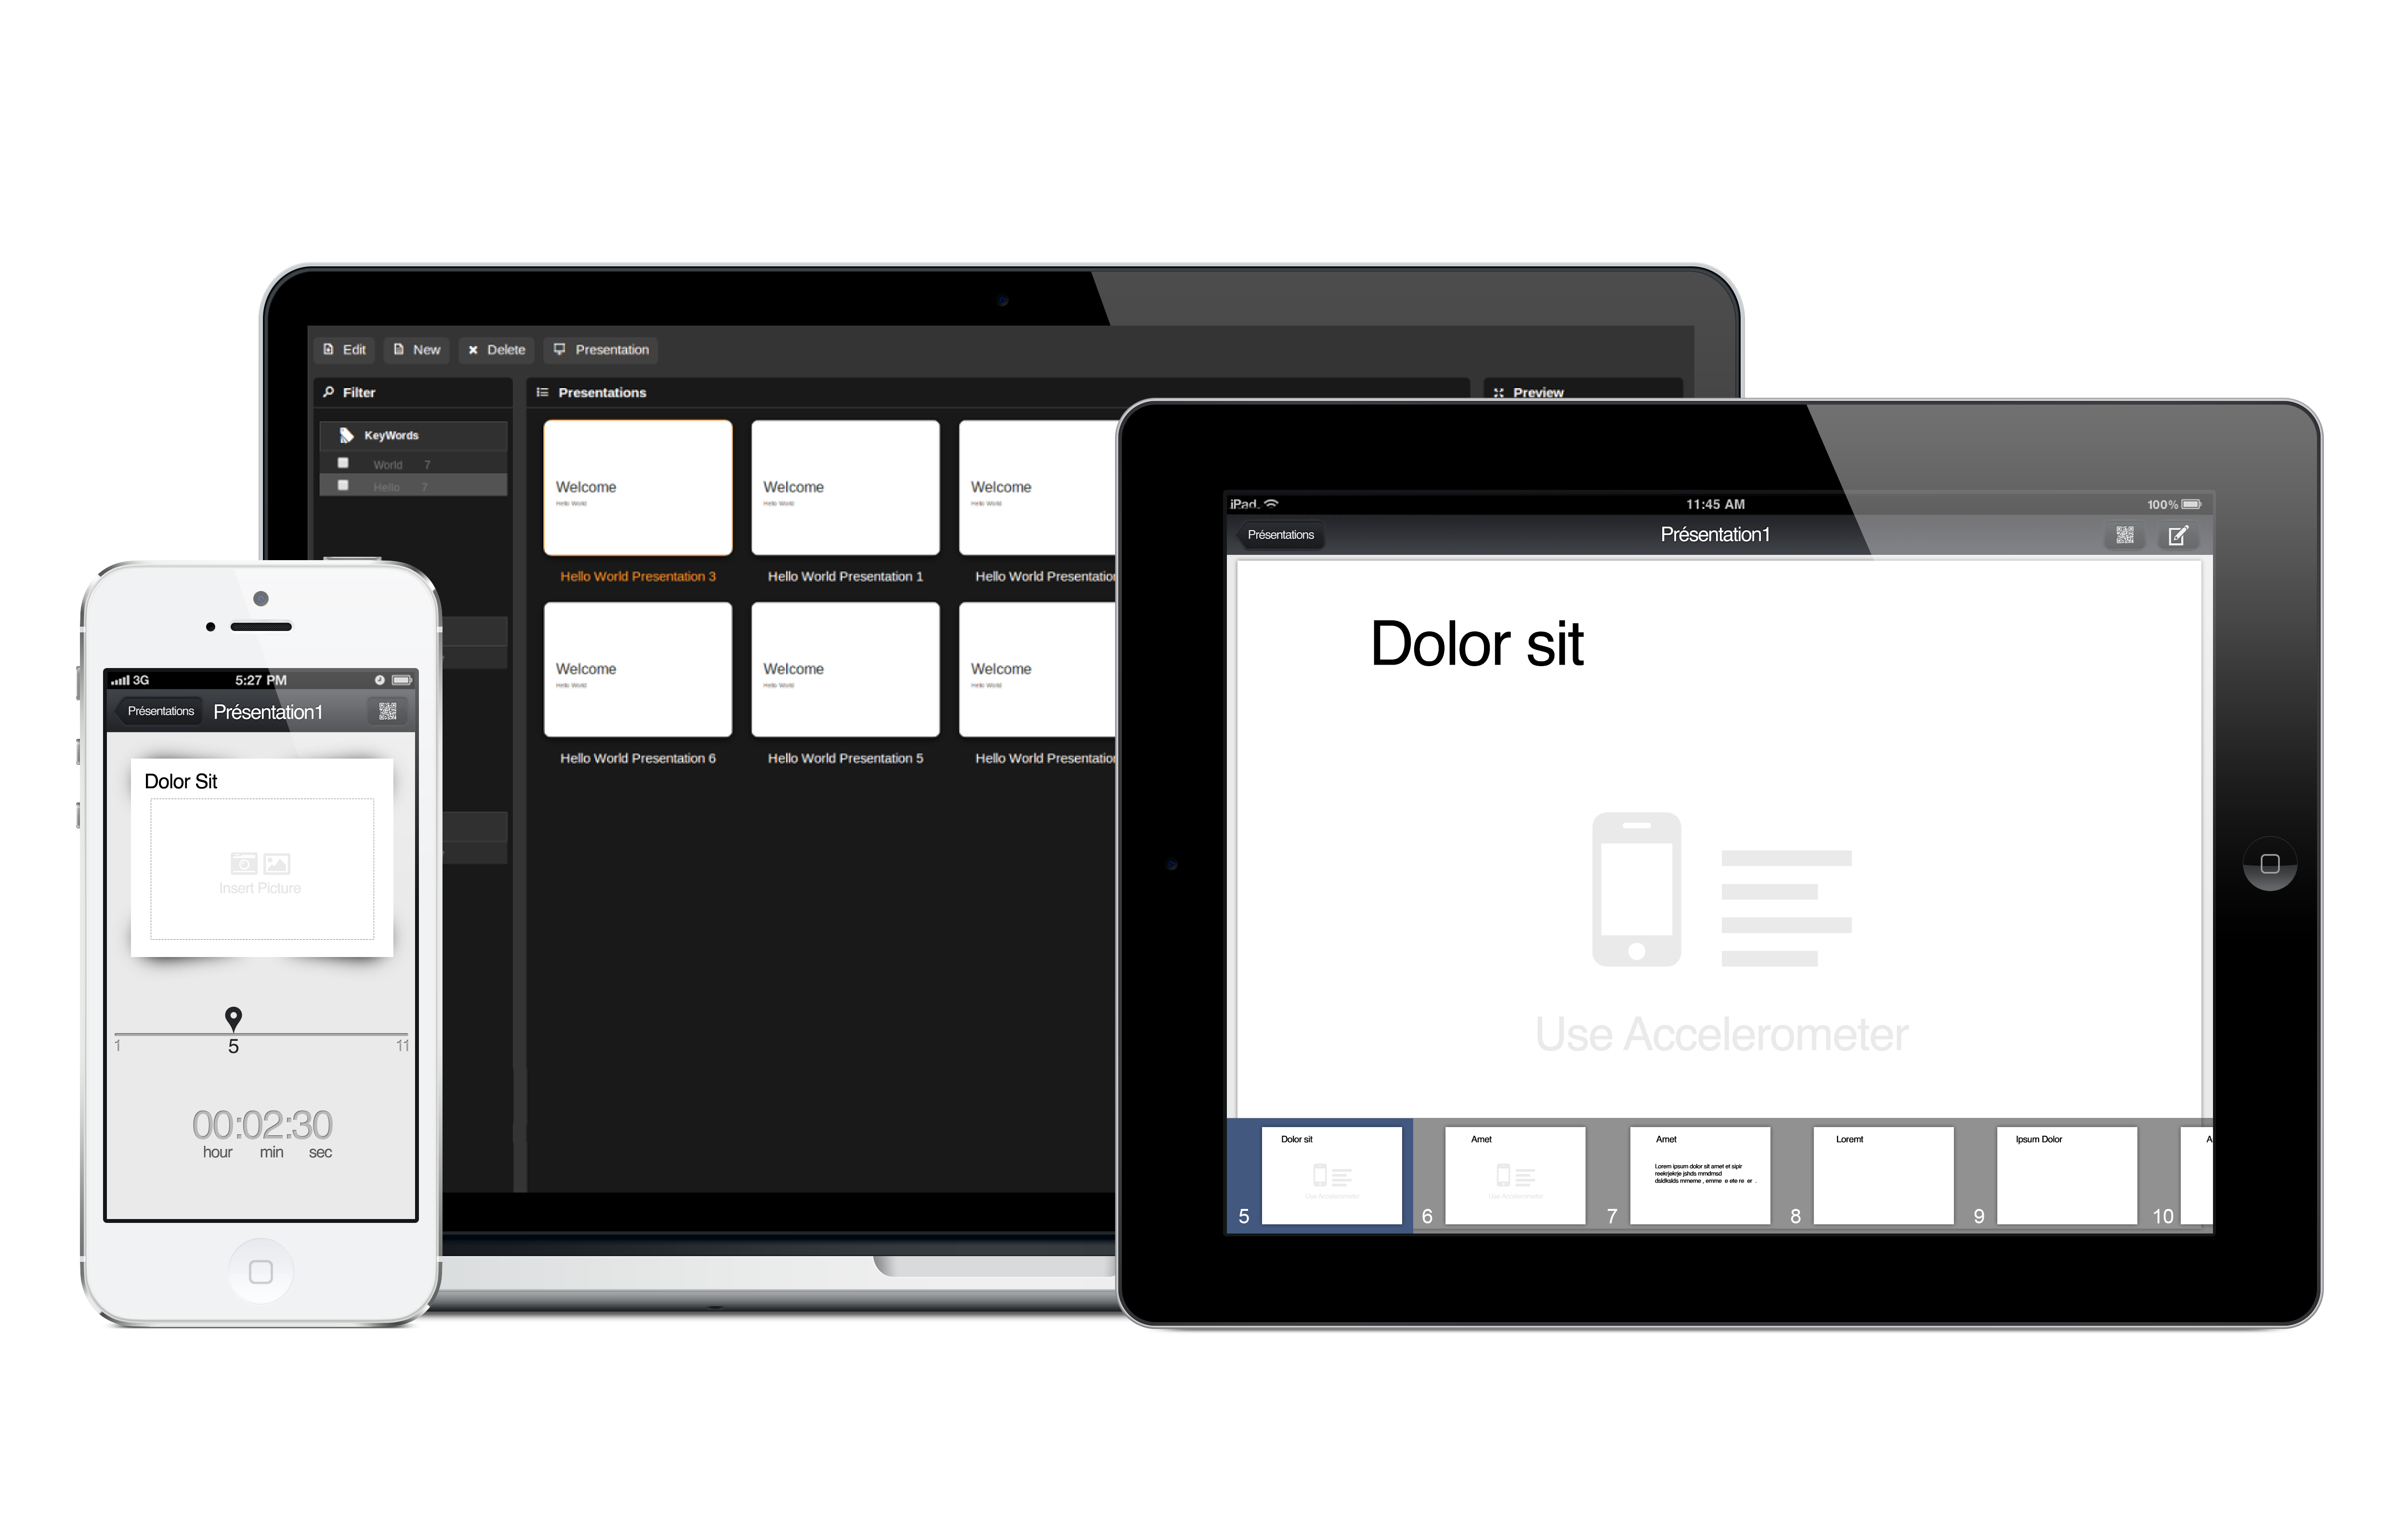 Edit New Delete Presentation
Filter
Presentations
Preview
KeyWords
World 7
Hello 7
Welcome
Hello World
Welcome
Hello World
Welcome
Hello World
Hello World Presentation 3
Hello World Presentation 1
Hello World Presentation
Welcome
Hello World
Welcome
Hello World
Welcome
Hello World
Hello World Presentation 6
Hello World Presentation 5
Hello World Presentation
3G 5:27 PM
Présentations Présentation1
Dolor Sit
Insert Picture
1 5 11
00:02:30
hour min sec
iPad 11:45 AM 100%
Présentations Présentation1
Dolor sit
Use Accelerometer
5 Dolor sit
Use Accelerometer
6 Amet
Use Accelerometer
7 Amet
Lorem ipsum dolor sit amet et sipir
reekrjekrje jshds mmdmsd
dsldkslds mmeme , emme e ete re er .
8 Loremt
9 Ipsum Dolor
10 A